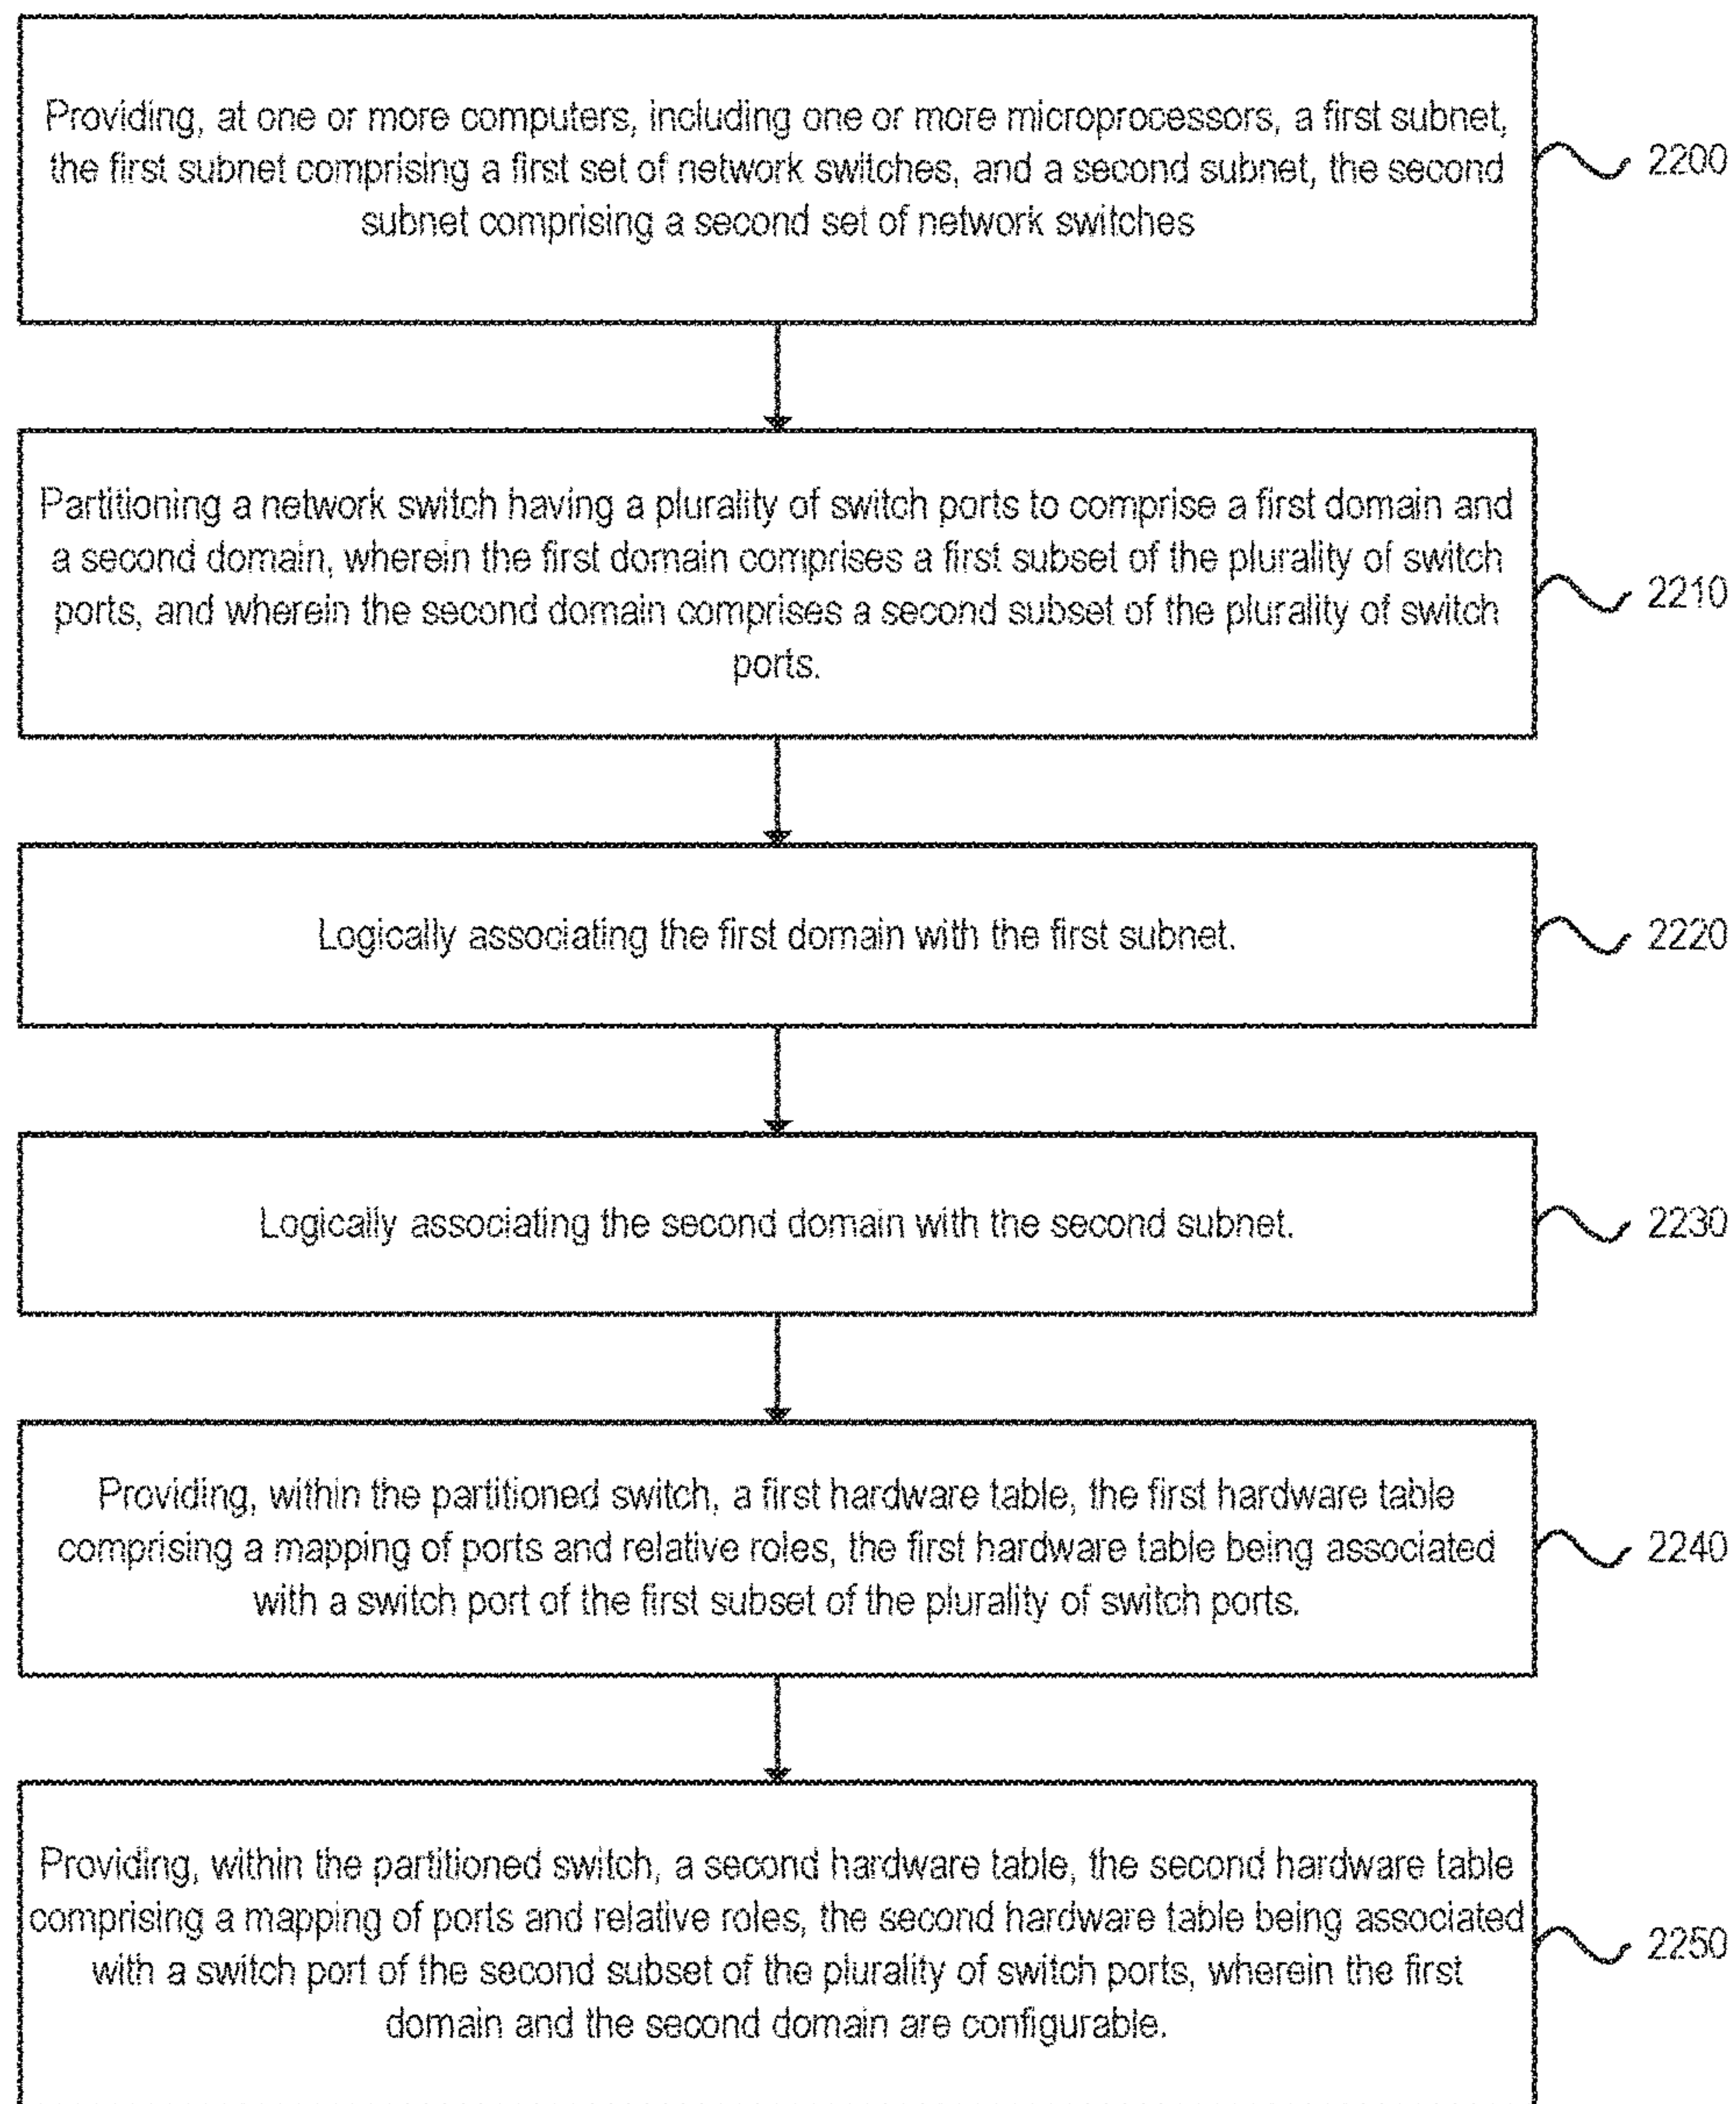 Providing, at one or more computers, including one or more microprocessors, a first subnet,
the first subnet comprising a first set of network switches, and a second subnet, the second
subnet comprising a second set of network switches
2200
Partitioning a network switch having a plurality of switch ports to comprise a first domain and
a second domain, wherein the first domain comprises a first subset of the plurality of switch
ports, and wherein the second domain comprises a second subset of the plurality of switch
ports.
2210
Logically associating the first domain with the first subnet.
2220
Logically associating the second domain with the second subnet.
2230
Providing, within the partitioned switch, a first hardware table, the first hardware table
comprising a mapping of ports and relative roles, the first hardware table being associated
with a switch port of the first subset of the plurality of switch ports.
2240
Providing, within the partitioned switch, a second hardware table, the second hardware table
comprising a mapping of ports and relative roles, the second hardware table being associated
with a switch port of the second subset of the plurality of switch ports, wherein the first
domain and the second domain are configurable.
2250